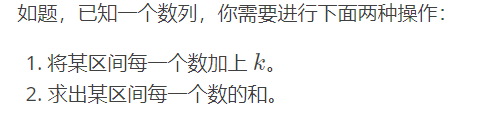 如题，已知一个数列，你需要进行下面两种操作：
1. 将某区间每一个数加上 k。
2. 求出某区间每一个数的和。